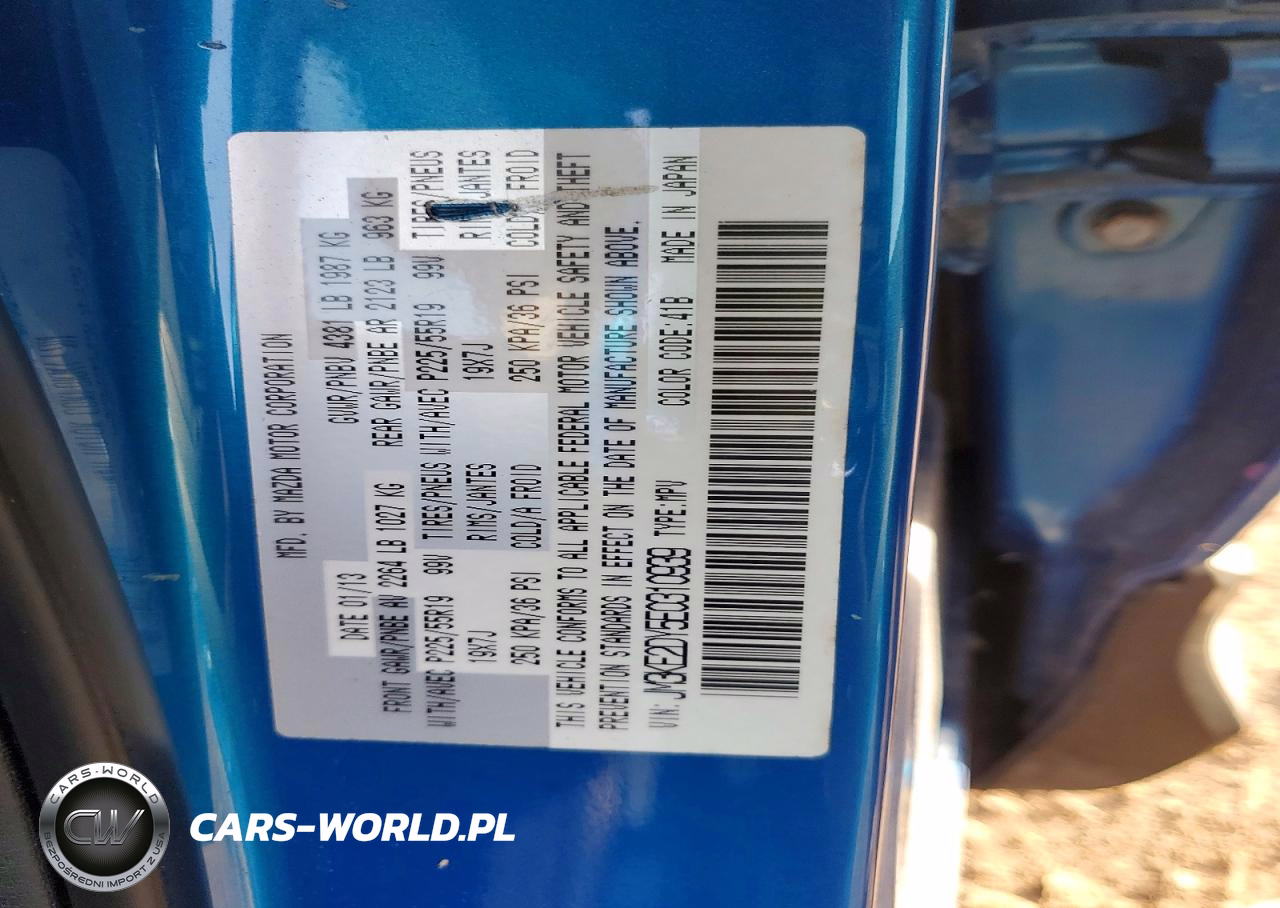 MFD. BY MAZDA MOTOR CORPORATION
DATE 01/13 GVWR/PNBV 4381 LB 1987 KG
FRONT GAWR/PNBE AV 2264 LB 1027 KG REAR GAWR/PNBE AR 2123 LB 963 KG
WITH/AVEC P225/55R19 99V TIRES/PNEUS WITH/AVEC P225/55R19 99V TIRES/PNEUS
19X7J RIMS/JANTES 19X7J JANTES
250 KPA/36 PSI COLD/A FROID 250 KPA/36 PSI COLD/ FROID
THIS VEHICLE CONFORMS TO ALL APPLICABLE FEDERAL MOTOR VEHICLE SAFETY AND THEFT
PREVENTION STANDARDS IN EFFECT ON THE DATE OF MANUFACTURE SHOWN ABOVE.
VIN: JM3KE2DY5E0310939 TYPE:MPV COLOR CODE:41B MADE IN JAPAN
CARS-WORLD
CW
BEZPOŚREDNI IMPORT Z USA
CARS-WORLD.PL